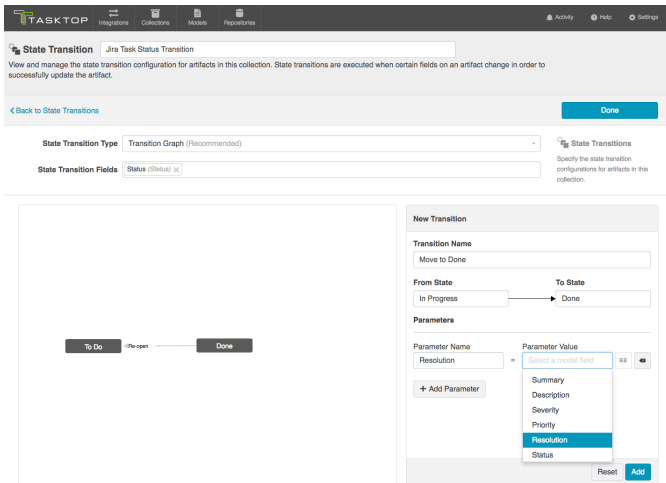 TASKTOP
Integrations
Collections
Models
Repositories
Activity
Help
Settings
State Transition
Jira Task Status Transition
View and manage the state transition configuration for artifacts in this collection. State transitions are executed when certain fields on an artifact change in order to
successfully update the artifact.
Back to State Transitions
Done
State Transition Type
Transition Graph (Recommended)
State Transition Fields
Status (Status)
State Transitions
Specify the state transition
configurations for artifacts in this
collection.
To Do
Re-open
Done
New Transition
Transition Name
Move to Done
From State
To State
In Progress
Done
Parameters
Parameter Name
Parameter Value
Resolution
=
Select a model field
+ Add Parameter
Summary
Description
Severity
Priority
Resolution
Status
Reset
Add